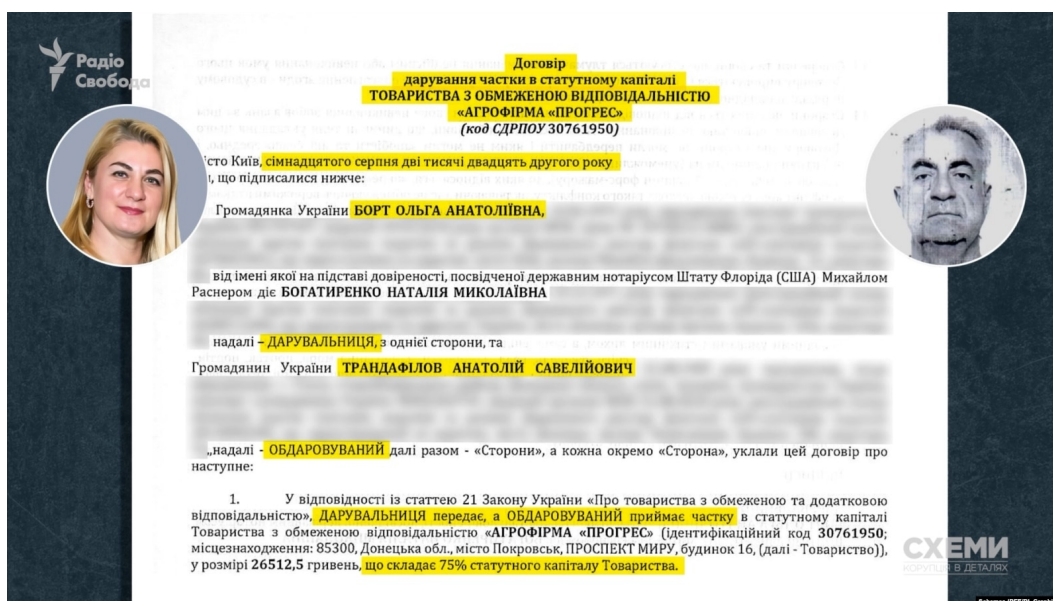 Радіо
Свобода
Договір
дарування частки в статутному капіталі
ТОВАРИСТВА З ОБМЕЖЕНОЮ ВІДПОВІДАЛЬНІСТЮ
«АГРОФІРМА «ПРОГРЕС»
(код ЄДРПОУ 30761950)
істо Київ, сімнадцятого серпня дві тисячі двадцять другого року
и, що підписалися нижче:
Громадянка України БОРТ ОЛЬГА АНАТОЛІЇВНА,
від імені якої на підставі довіреності, посвідченої державним нотаріусом Штату Флоріда (США) Михайлом
Раснером діє БОГАТИРЕНКО НАТАЛІЯ МИКОЛАЇВНА
надалі – ДАРУВАЛЬНИЦЯ, з однієї сторони, та
Громадянин України ТРАНДАФІЛОВ АНАТОЛІЙ САВЕЛІЙОВИЧ
„надалі - ОБДАРОВУВАНИЙ далі разом - «Сторони», а кожна окремо «Сторона», уклали цей договір про
наступне:
1. У відповідності із статтею 21 Закону України «Про товариства з обмеженою та додатковою
відповідальністю», ДАРУВАЛЬНИЦЯ передає, а ОБДАРОВУВАНИЙ приймає частку в статутному капіталі
Товариства з обмеженою відповідальністю «АГРОФІРМА «ПРОГРЕС» (ідентифікаційний код 30761950;
місцезнаходження: 85300, Донецька обл., місто Покровськ, ПРОСПЕКТ МИРУ, будинок 16, (далі - Товариство)),
у розмірі 26512,5 гривень, що складає 75% статутного капіталу Товариства.
СХЕМИ
КОРУПЦІЯ В ДЕТАЛЯХ